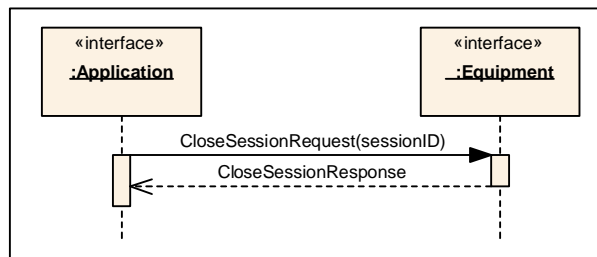 «interface»
:Application
«interface»
:Equipment
CloseSessionRequest(sessionID)
CloseSessionResponse